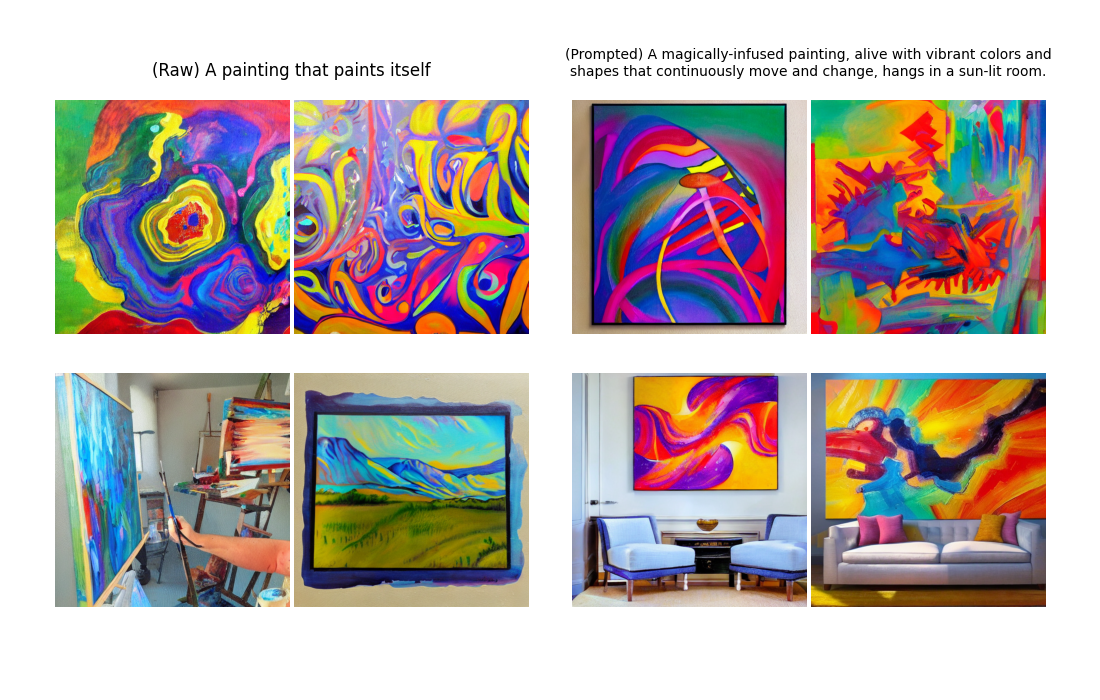 (Raw) A painting that paints itself
(Prompted) A magically-infused painting, alive with vibrant colors and
shapes that continuously move and change, hangs in a sun-lit room.